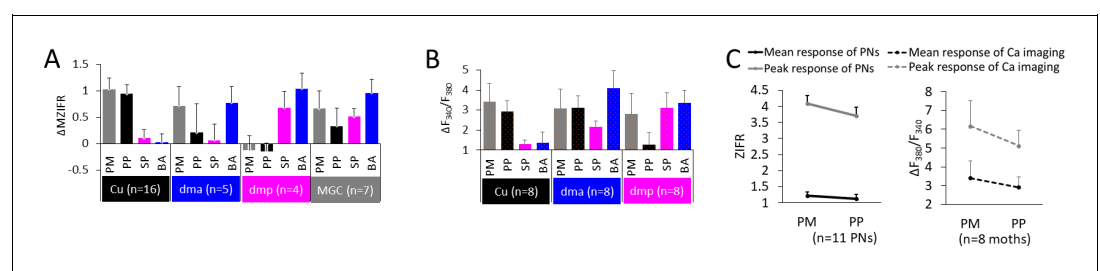 A
ΔMZIFR
1.5
1
0.5
0
-0.5
PM PP SP BA PM PP SP BA PM PP SP BA PM PP SP BA
Cu (n=16) dma (n=5) dmp (n=4) MGC (n=7)
B
ΔF340/F380
5
4
3
2
1
PM PP SP BA PM PP SP BA PM PP SP BA
Cu (n=8) dma (n=8) dmp (n=8)
C
Mean response of PNs Mean response of Ca imaging
Peak response of PNs Peak response of Ca imaging
ZIFR
4.5
4
3.5
3
2.5
2
1.5
1
PM PP
(n=11 PNs)
ΔF380/F340
8
7
6
5
4
3
2
PM PP
(n=8 moths)